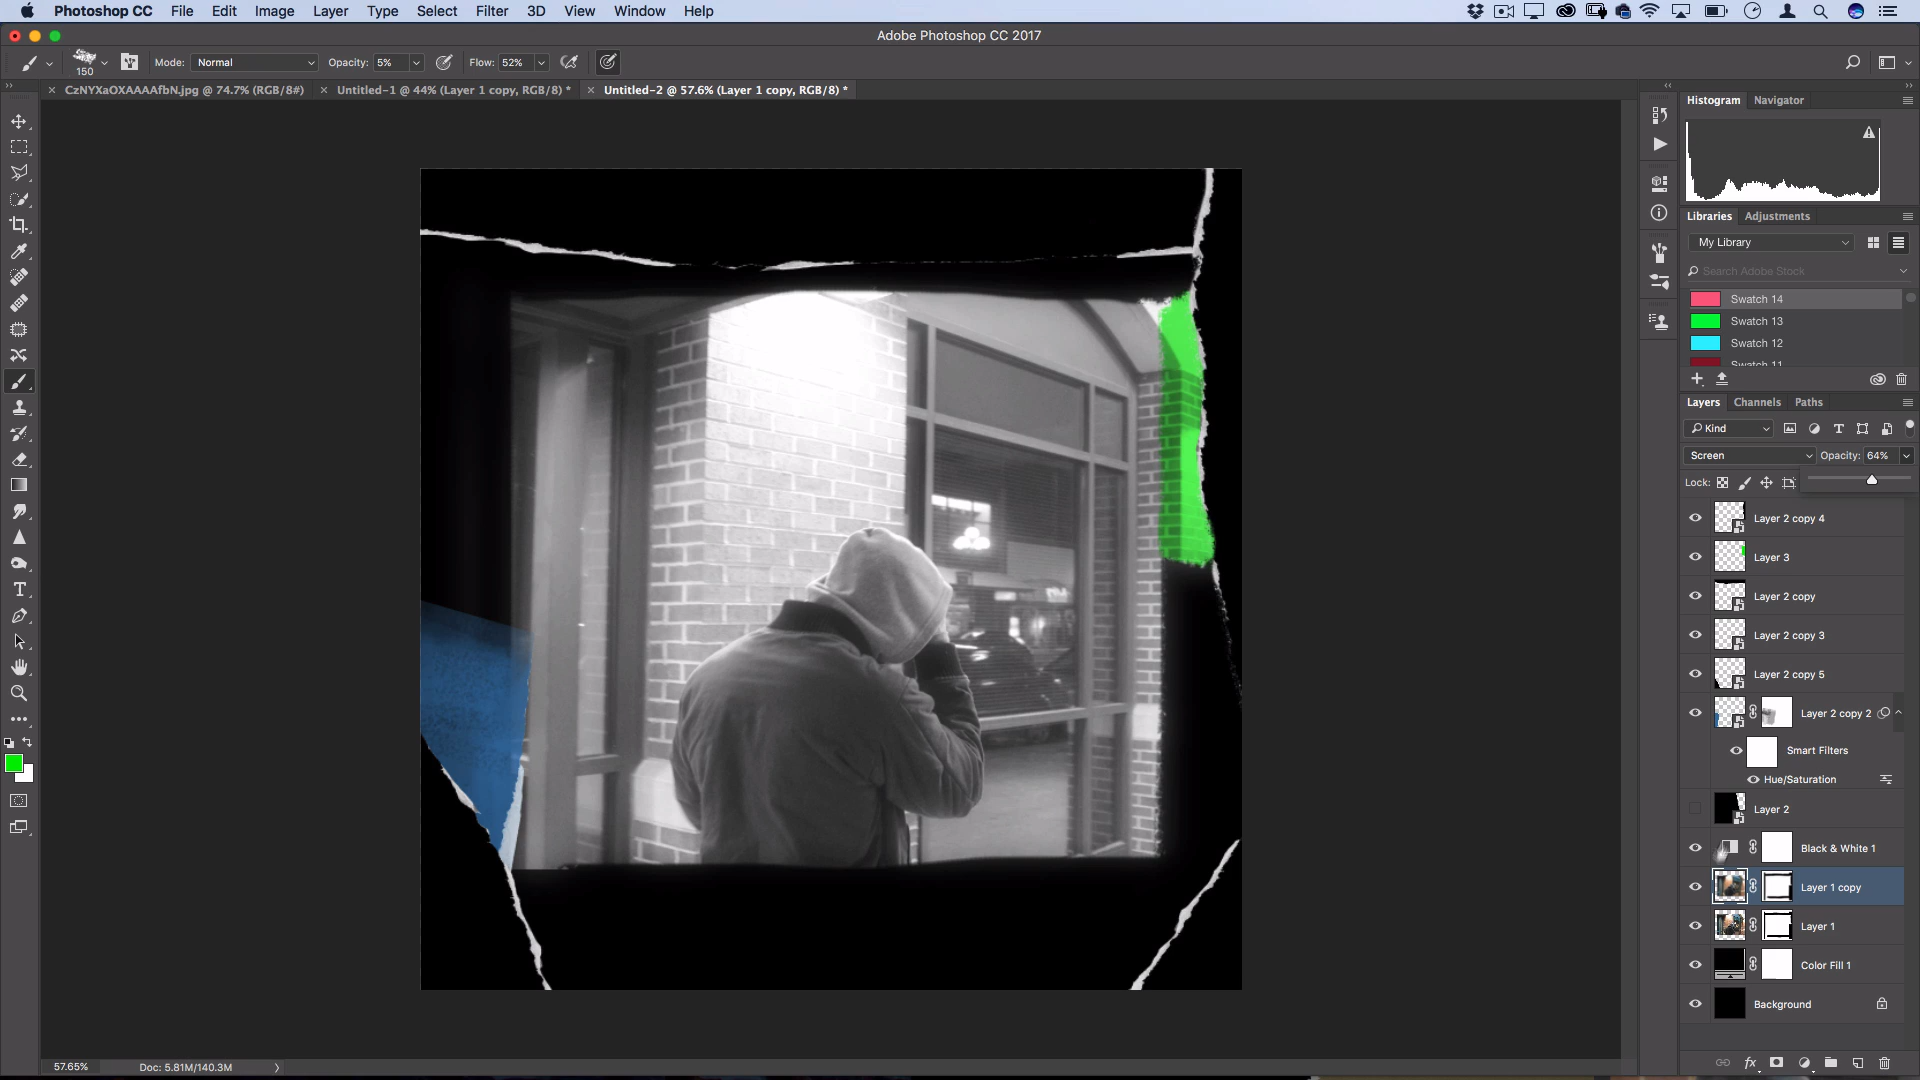 Photoshop CC File Edit Image Layer Type Select Filter 3D View Window Help
Adobe Photoshop CC 2017
150 Mode: Normal Opacity: 5% Flow: 52%
CzNYXaOXAAAAfbN.jpg @ 74.7% (RGB/8#) Untitled-1 @ 44% (Layer 1 copy, RGB/8) * Untitled-2 @ 57.6% (Layer 1 copy, RGB/8) *
Histogram Navigator
Libraries Adjustments
My Library
Search Adobe Stock
Swatch 14
Swatch 13
Swatch 12
Swatch 11
Layers Channels Paths
Kind
Screen Opacity: 64%
Lock:
Layer 2 copy 4
Layer 3
Layer 2 copy
Layer 2 copy 3
Layer 2 copy 5
Layer 2 copy 2
Smart Filters
Hue/Saturation
Layer 2
Black & White 1
Layer 1 copy
Layer 1
Color Fill 1
Background
57.65% Doc: 5.81M/140.3M